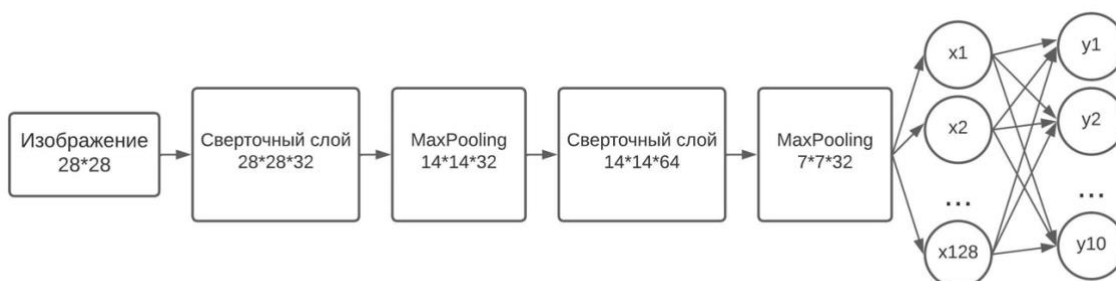 Изображение
28*28
Сверточный слой
28*28*32
MaxPooling
14*14*32
Сверточный слой
14*14*64
MaxPooling
7*7*32
x1
x2
...
x128
y1
y2
...
y10